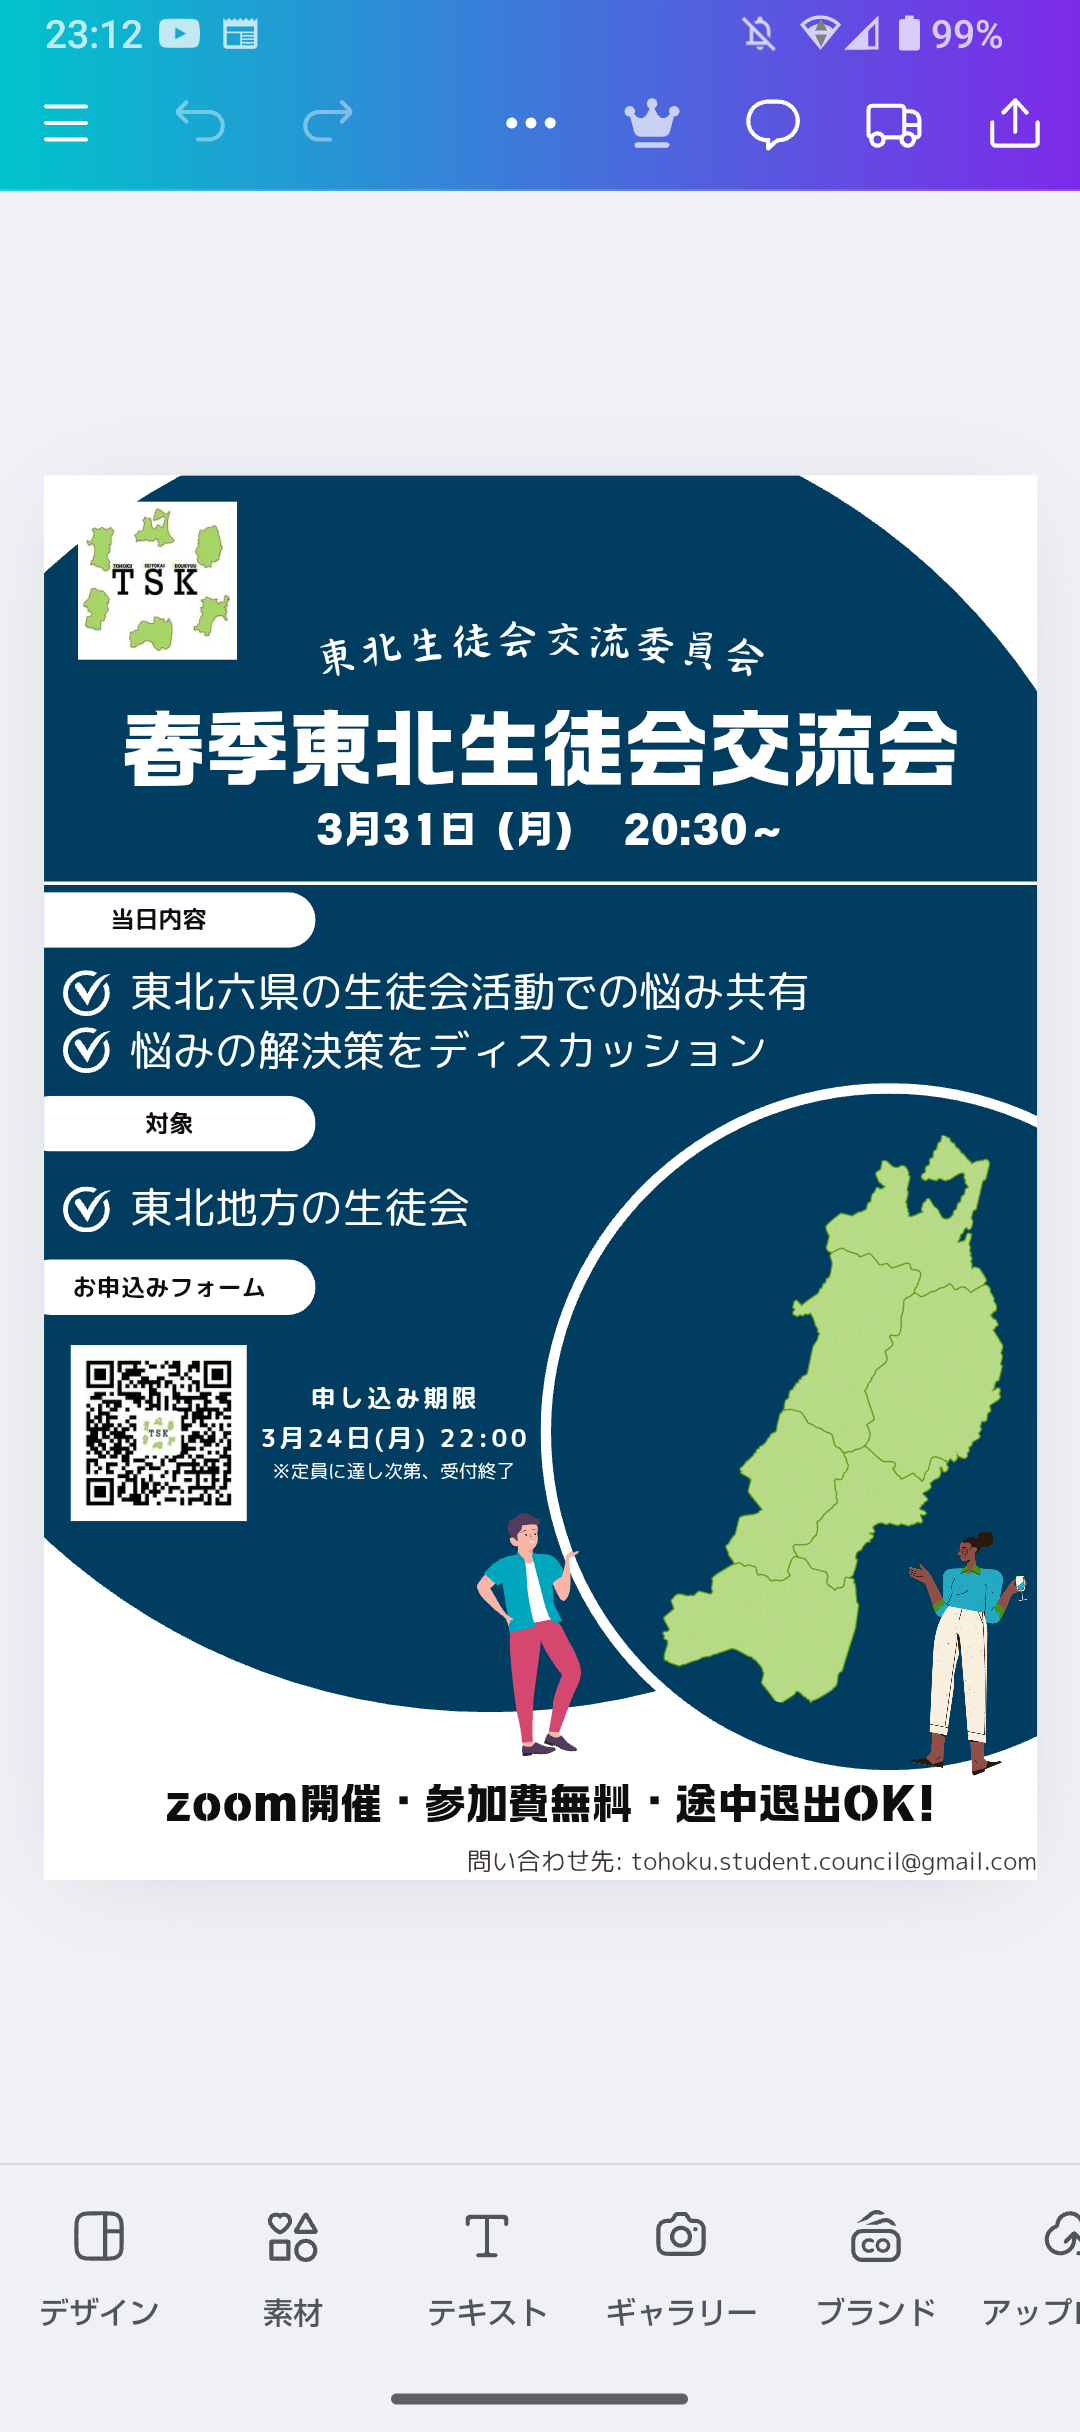 23:12
99%
TOHOKU SEITOKAI KOURYUU
TSK
東北生徒会交流委員会
春季東北生徒会交流会
3月31日（月） 20:30～
当日内容
東北六県の生徒会活動での悩み共有
悩みの解決策をディスカッション
対象
東北地方の生徒会
お申込みフォーム
TSK
申し込み期限
3月24日(月) 22:00
※定員に達し次第、受付終了
zoom開催・参加費無料・途中退出OK!
問い合わせ先: tohoku.student.council@gmail.com
CO
デザイン
素材
テキスト
ギャラリー
ブランド
アップ